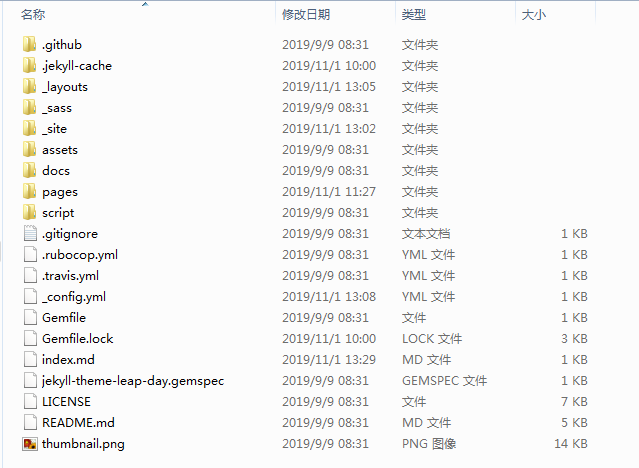 名称 修改日期 类型 大小
.github 2019/9/9 08:31 文件夹
.jekyll-cache 2019/11/1 10:00 文件夹
_layouts 2019/11/1 13:05 文件夹
_sass 2019/9/9 08:31 文件夹
_site 2019/11/1 13:02 文件夹
assets 2019/9/9 08:31 文件夹
docs 2019/9/9 08:31 文件夹
pages 2019/11/1 11:27 文件夹
script 2019/9/9 08:31 文件夹
.gitignore 2019/9/9 08:31 文本文档 1 KB
.rubocop.yml 2019/9/9 08:31 YML 文件 1 KB
.travis.yml 2019/9/9 08:31 YML 文件 1 KB
_config.yml 2019/11/1 13:08 YML 文件 1 KB
Gemfile 2019/9/9 08:31 文件 1 KB
Gemfile.lock 2019/11/1 10:00 LOCK 文件 3 KB
index.md 2019/11/1 13:29 MD 文件 1 KB
jekyll-theme-leap-day.gemspec 2019/9/9 08:31 GEMSPEC 文件 1 KB
LICENSE 2019/9/9 08:31 文件 7 KB
README.md 2019/9/9 08:31 MD 文件 5 KB
thumbnail.png 2019/9/9 08:31 PNG 图像 14 KB